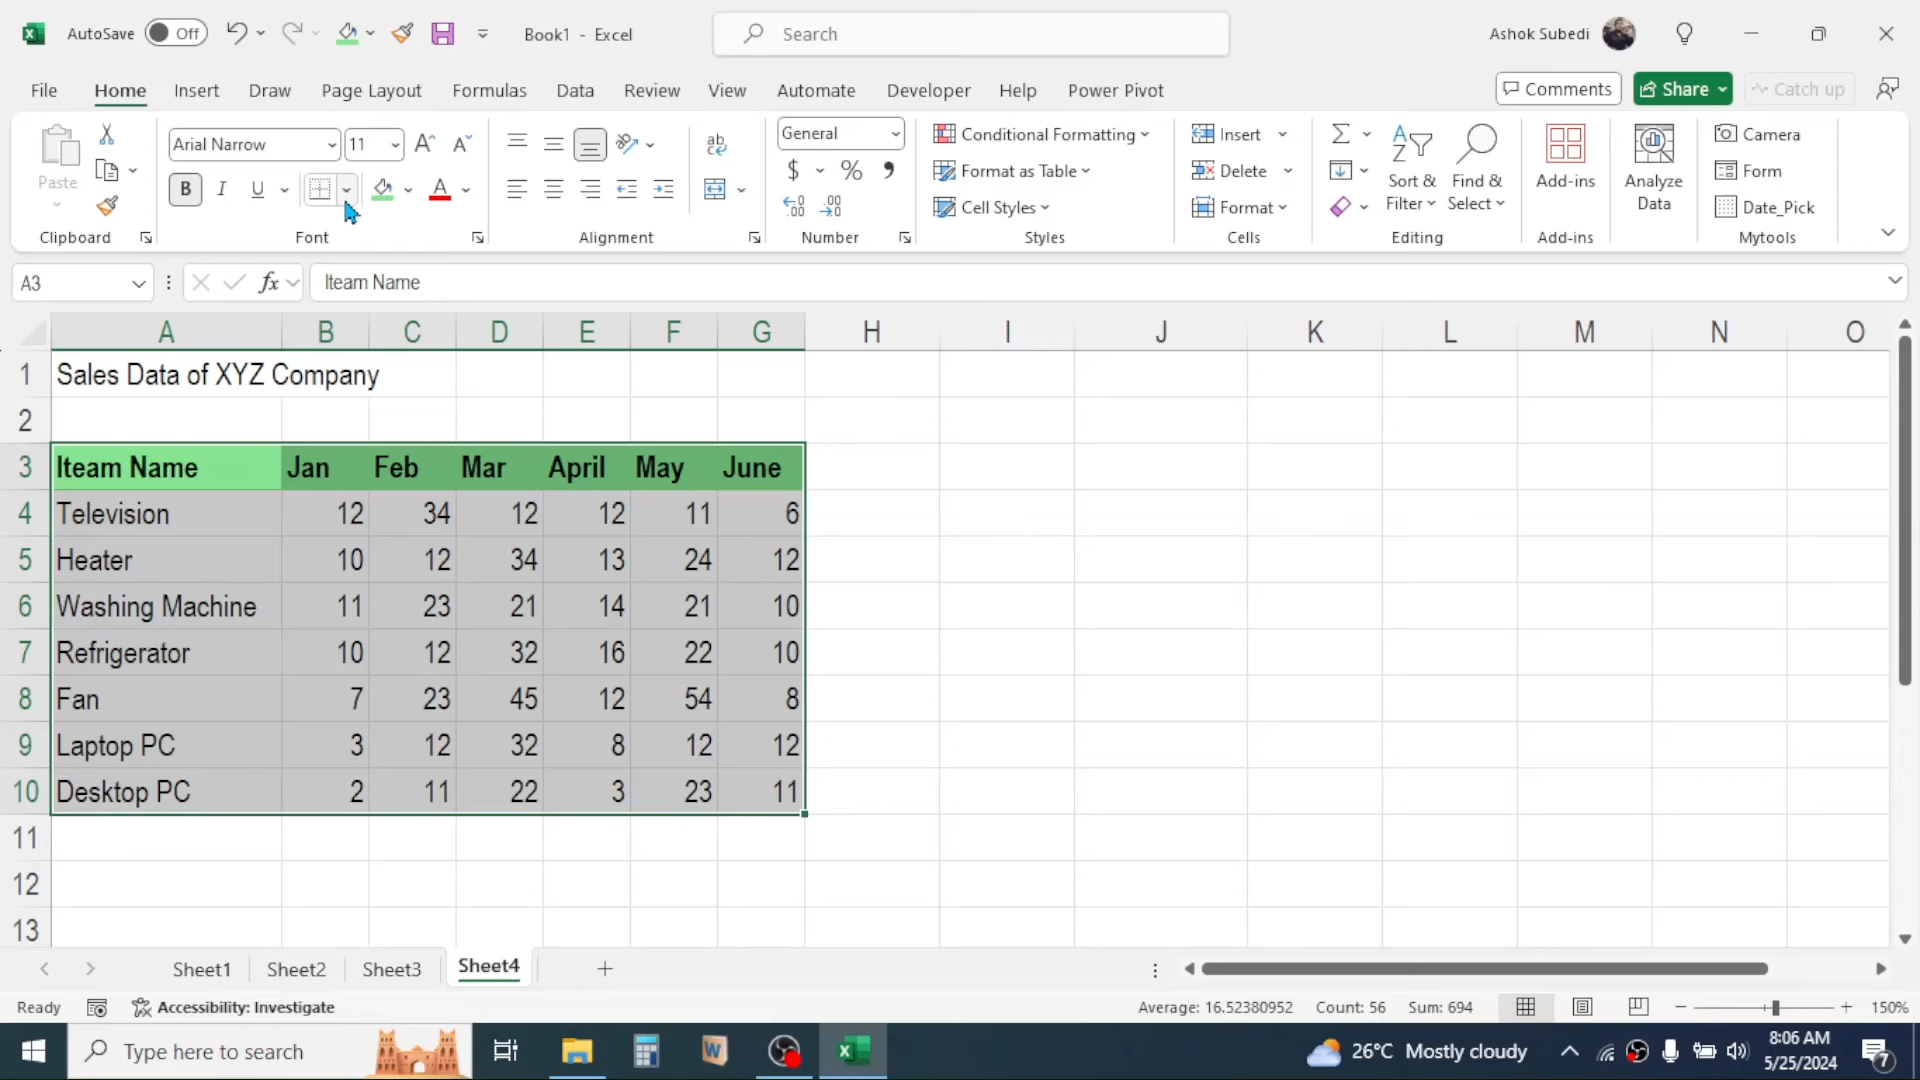 AutoSave Off Book1 - Excel Search Ashok Subedi
File Home Insert Draw Page Layout Formulas Data Review View Automate Developer Help Power Pivot Comments Share Catch up
Paste
Arial Narrow 11
B I U A
ab
General
$ % ,
Conditional Formatting
Format as Table
Cell Styles
Insert
Delete
Format
Sort & Filter
Find & Select
Add-ins
Analyze Data
Camera
Form
Date_Pick
Clipboard Font Alignment Number Styles Cells Editing Add-ins Mytools
A3 fx Iteam Name
A B C D E F G H I J K L M N O
1 Sales Data of XYZ Company
2
3 Iteam Name Jan Feb Mar April May June
4 Television 12 34 12 12 11 6
5 Heater 10 12 34 13 24 12
6 Washing Machine 11 23 21 14 21 10
7 Refrigerator 10 12 32 16 22 10
8 Fan 7 23 45 12 54 8
9 Laptop PC 3 12 32 8 12 12
10 Desktop PC 2 11 22 3 23 11
11
12
13
Sheet1 Sheet2 Sheet3 Sheet4
Ready Accessibility: Investigate Average: 16.52380952 Count: 56 Sum: 694 150%
Type here to search 26°C Mostly cloudy 8:06 AM
5/25/2024 7